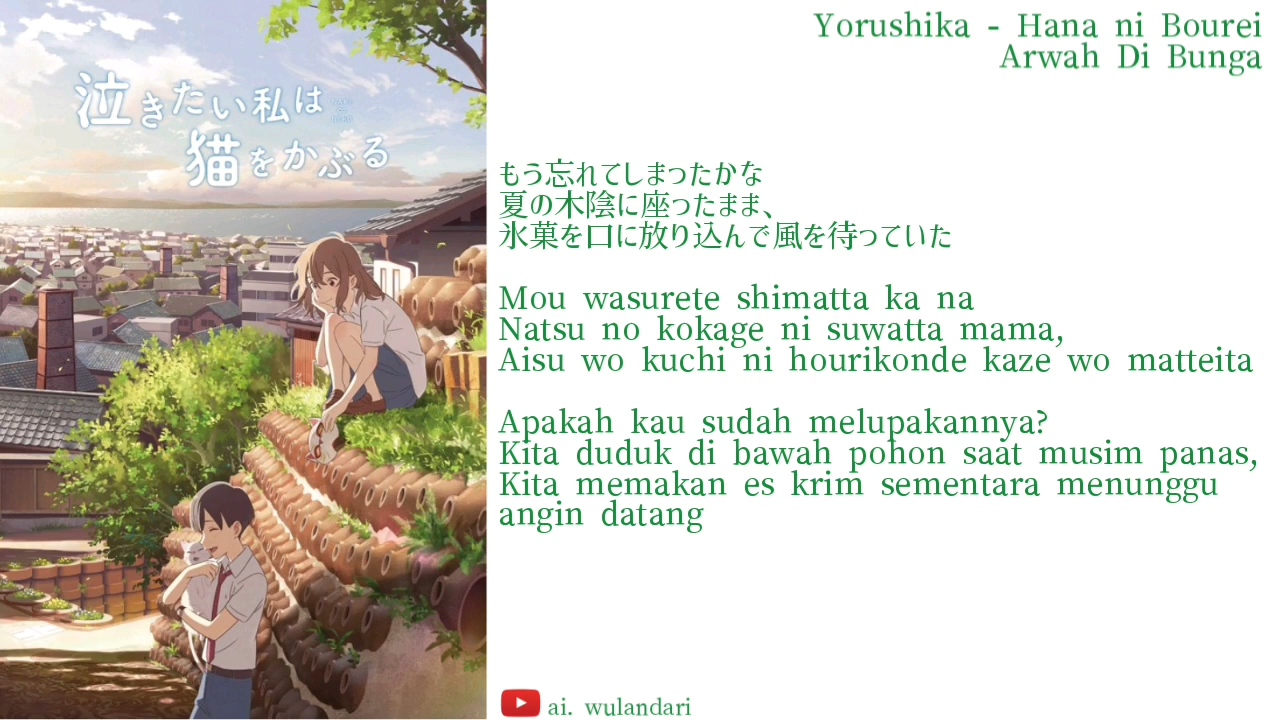 泣きたい私は
猫をかぶる
Yorushika - Hana ni Bourei
Arwah Di Bunga
もう忘れてしまったかな
夏の木陰に座ったまま、
氷菓を口に放り込んで風を待っていた
Mou wasurete shimatta ka na
Natsu no kokage ni suwatta mama,
Aisu wo kuchi ni hourikonde kaze wo matteita
Apakah kau sudah melupakannya?
Kita duduk di bawah pohon saat musim panas,
Kita memakan es krim sementara menunggu
angin datang
ai. wulandari